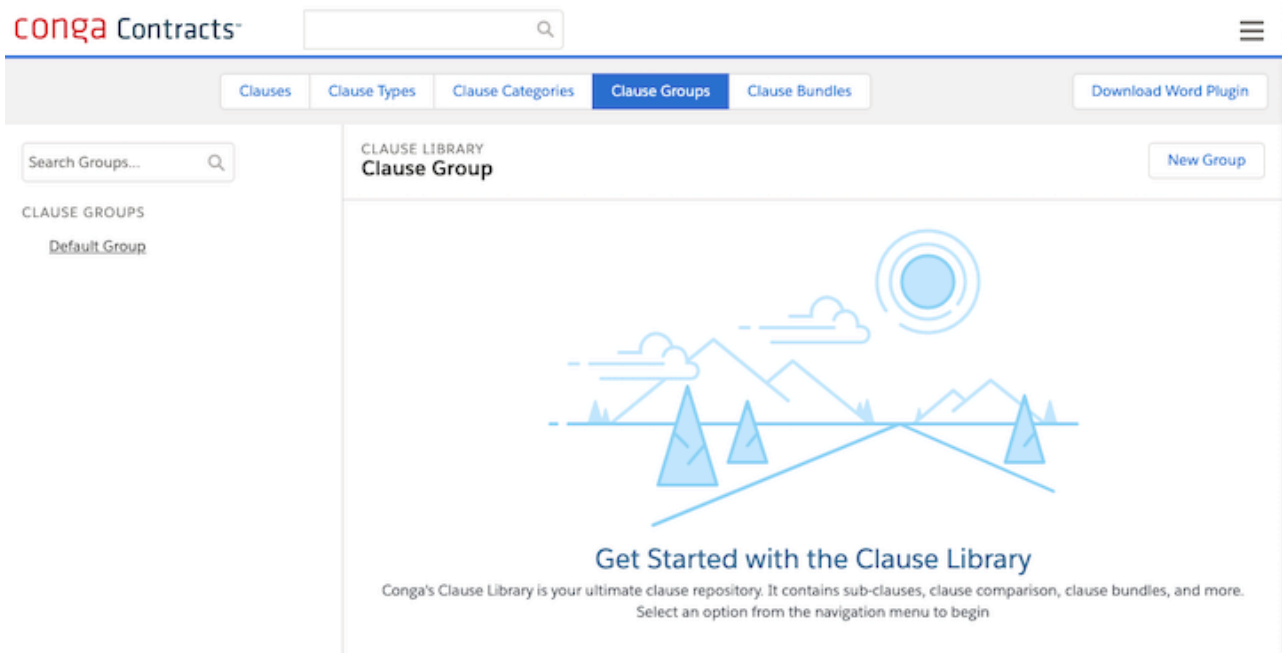 conga Contracts™
Clauses Clause Types Clause Categories Clause Groups Clause Bundles Download Word Plugin
Search Groups...
CLAUSE GROUPS
Default Group
CLAUSE LIBRARY
Clause Group
New Group
Get Started with the Clause Library
Conga's Clause Library is your ultimate clause repository. It contains sub-clauses, clause comparison, clause bundles, and more.
Select an option from the navigation menu to begin